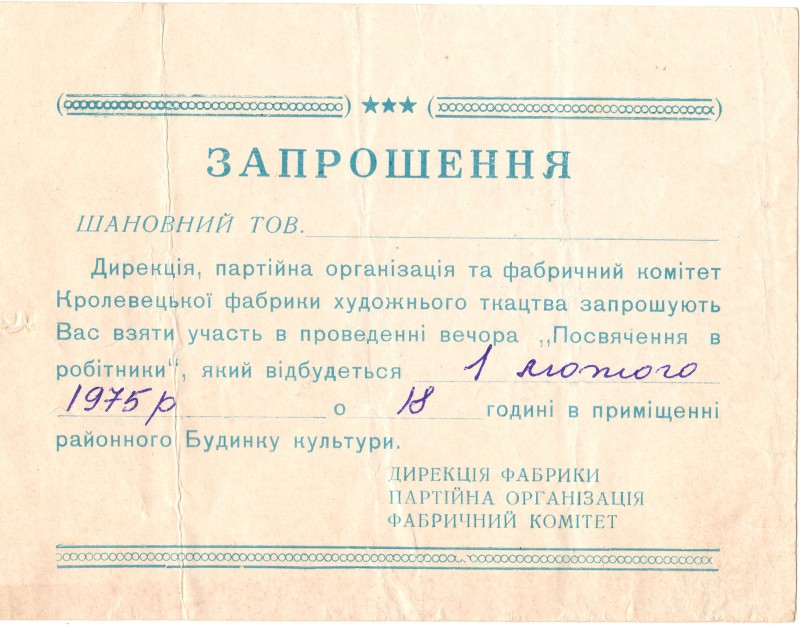 ★★★
ЗАПРОШЕННЯ
ШАНОВНИЙ ТОВ.
Дирекція, партійна організація та фабричний комітет
Кролевецької фабрики художнього ткацтва запрошують
Вас взяти участь в проведенні вечора ,,Посвячення в
робітники“, який відбудеться 1 лютого
1975 р о 18 годині в приміщенні
районного Будинку культури.
ДИРЕКЦІЯ ФАБРИКИ
ПАРТІЙНА ОРГАНІЗАЦІЯ
ФАБРИЧНИЙ КОМІТЕТ